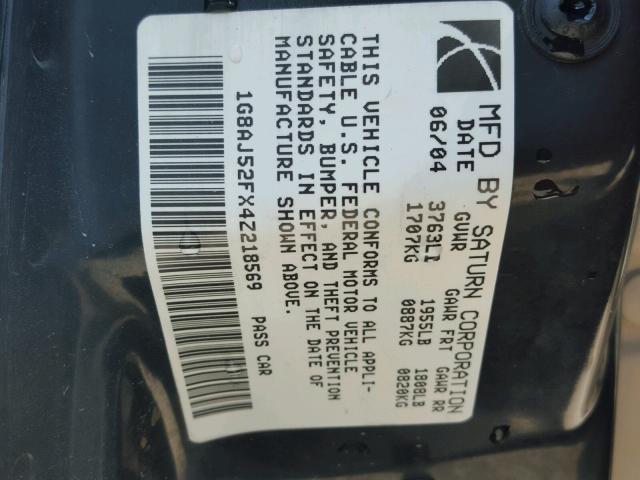 MFD BY SATURN CORPORATION
DATE GVWR GAWR FRT GAWR RR
06/04 3763LB 1955LB 1808LB
1707KG 0887KG 0820KG
THIS VEHICLE CONFORMS TO ALL APPLI-
CABLE U.S. FEDERAL MOTOR VEHICLE
SAFETY, BUMPER, AND THEFT PREVENTION
STANDARDS IN EFFECT ON THE DATE OF
MANUFACTURE SHOWN ABOVE.
1G8AJ52FX4Z218569 PASS CAR